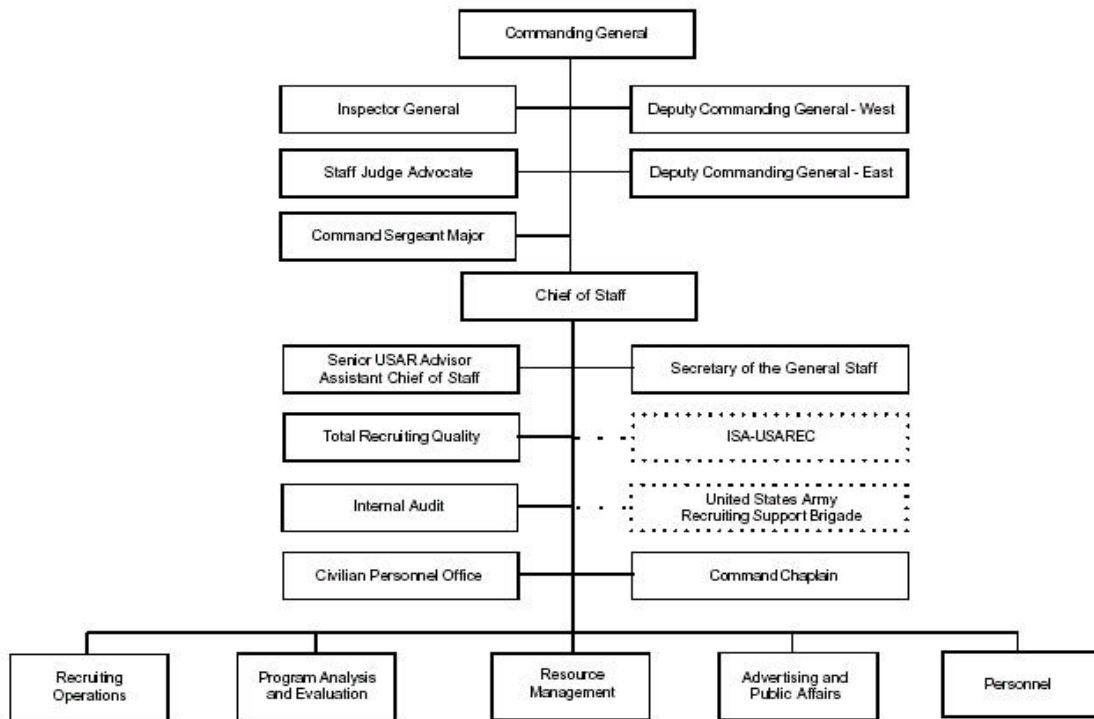 Commanding General
Inspector General
Deputy Commanding General - West
Staff Judge Advocate
Deputy Commanding General - East
Command Sergeant Major
Chief of Staff
Senior USAR Advisor
Assistant Chief of Staff
Secretary of the General Staff
Total Recruiting Quality
ISA-USAREC
Internal Audit
United States Army
Recruiting Support Brigade
Civilian Personnel Office
Command Chaplain
Recruiting
Operations
Program Analysis
and Evaluation
Resource
Management
Advertising and
Public Affairs
Personnel